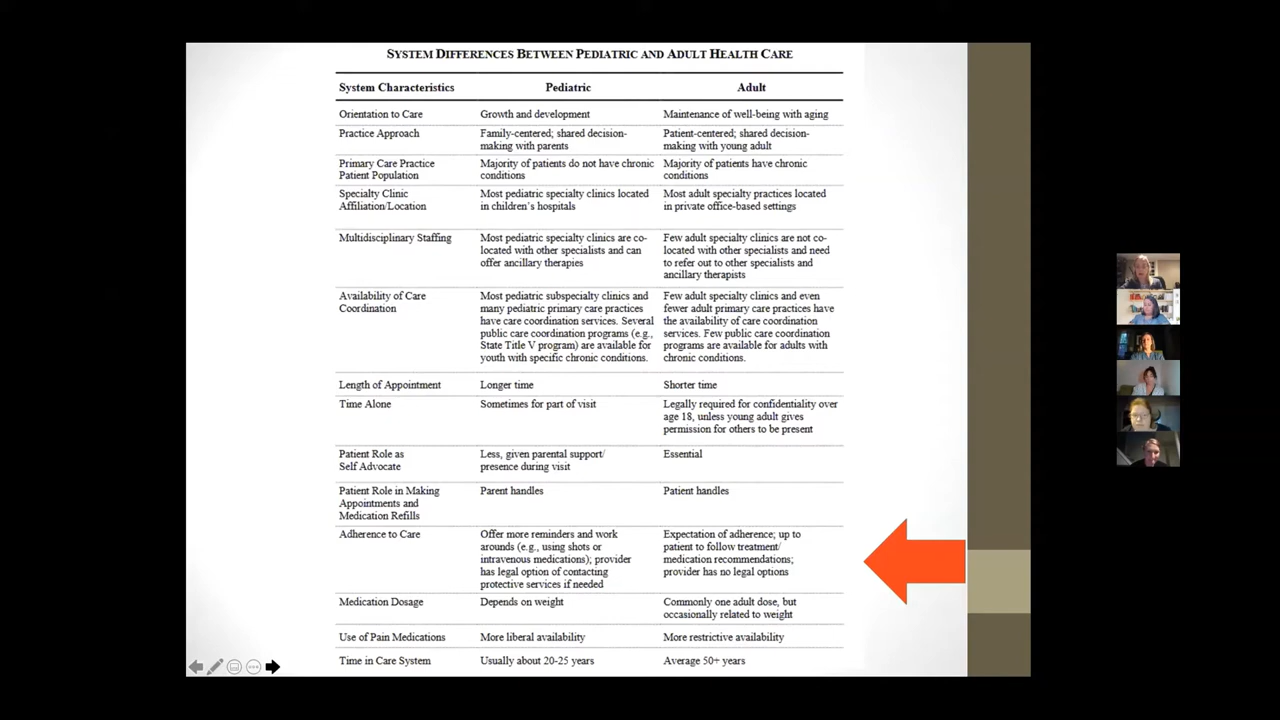 SYSTEM DIFFERENCES BETWEEN PEDIATRIC AND ADULT HEALTH CARE
System Characteristics Pediatric Adult
Orientation to Care Growth and development Maintenance of well-being with aging
Practice Approach Family-centered; shared decision- Patient-centered; shared decision-
making with parents making with young adult
Primary Care Practice Majority of patients do not have chronic Majority of patients have chronic
Patient Population conditions conditions
Specialty Clinic Most pediatric specialty clinics located Most adult specialty practices located
Affiliation/Location in children's hospitals in private office-based settings
Multidisciplinary Staffing Most pediatric specialty clinics are co- Few adult specialty clinics are not co-
located with other specialists and can located with other specialists and need
offer ancillary therapies to refer out to other specialists and
ancillary therapists
Availability of Care Most pediatric subspecialty clinics and Few adult specialty clinics and even
Coordination many pediatric primary care practices fewer adult primary care practices have
have care coordination services. Several the availability of care coordination
public care coordination programs (e.g., services. Few public care coordination
State Title V program) are available for programs are available for adults with
youth with specific chronic conditions. chronic conditions.
Length of Appointment Longer time Shorter time
Time Alone Sometimes for part of visit Legally required for confidentiality over
age 18, unless young adult gives
permission for others to be present
Patient Role as Less, given parental support/ Essential
Self Advocate presence during visit
Patient Role in Making Parent handles Patient handles
Appointments and
Medication Refills
Adherence to Care Offer more reminders and work Expectation of adherence; up to
arounds (e.g., using shots or patient to follow treatment/
intravenous medications); provider medication recommendations;
has legal option of contacting provider has no legal options
protective services if needed
Medication Dosage Depends on weight Commonly one adult dose, but
occasionally related to weight
Use of Pain Medications More liberal availability More restrictive availability
Time in Care System Usually about 20-25 years Average 50+ years